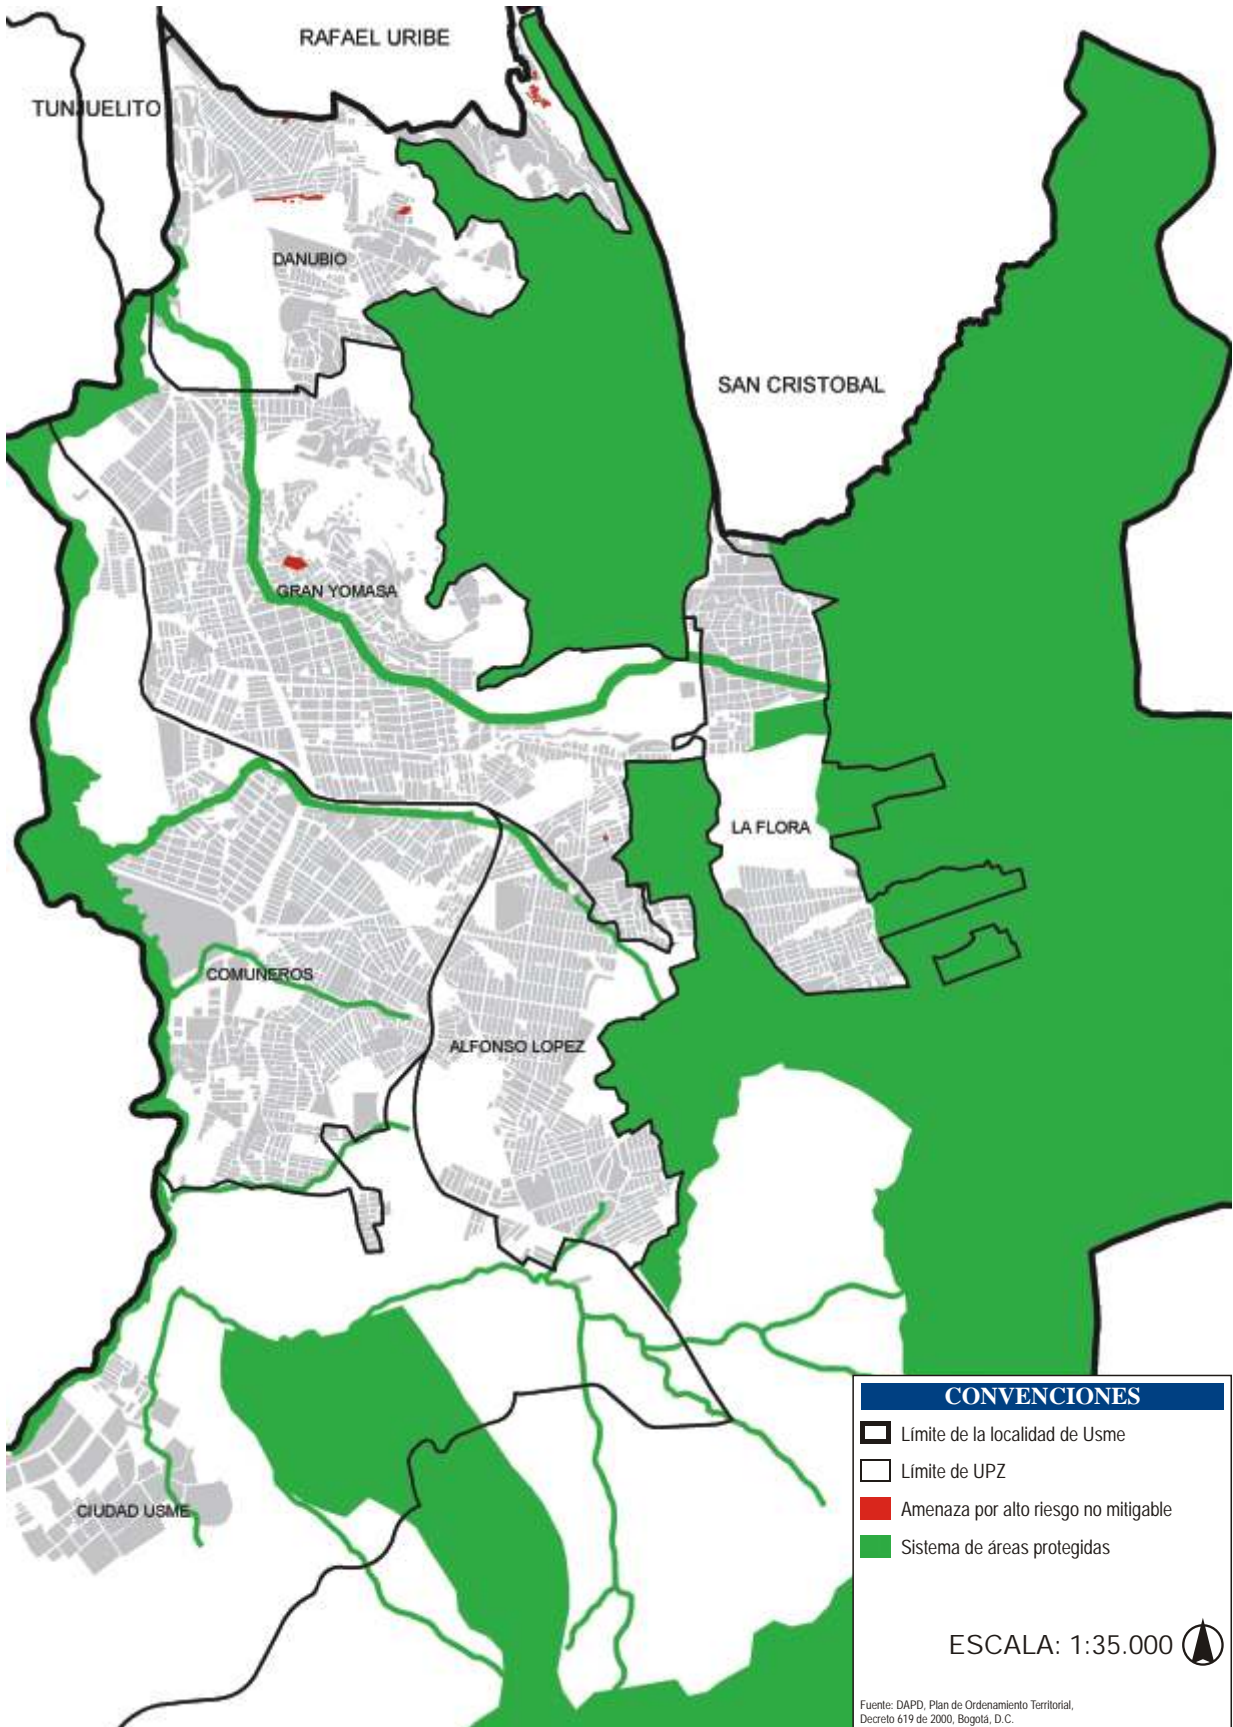 RAFAEL URIBE
TUNJUELITO
DANUBIO
SAN CRISTOBAL
GRAN YOMASA
LA FLORA
COMUNEROS
ALFONSO LOPEZ
CIUDAD USME
CONVENCIONES
Límite de la localidad de Usme
Límite de UPZ
Amenaza por alto riesgo no mitigable
Sistema de áreas protegidas
ESCALA: 1:35.000
Fuente: DAPD, Plan de Ordenamiento Territorial,
Decreto 619 de 2000, Bogotá, D.C.